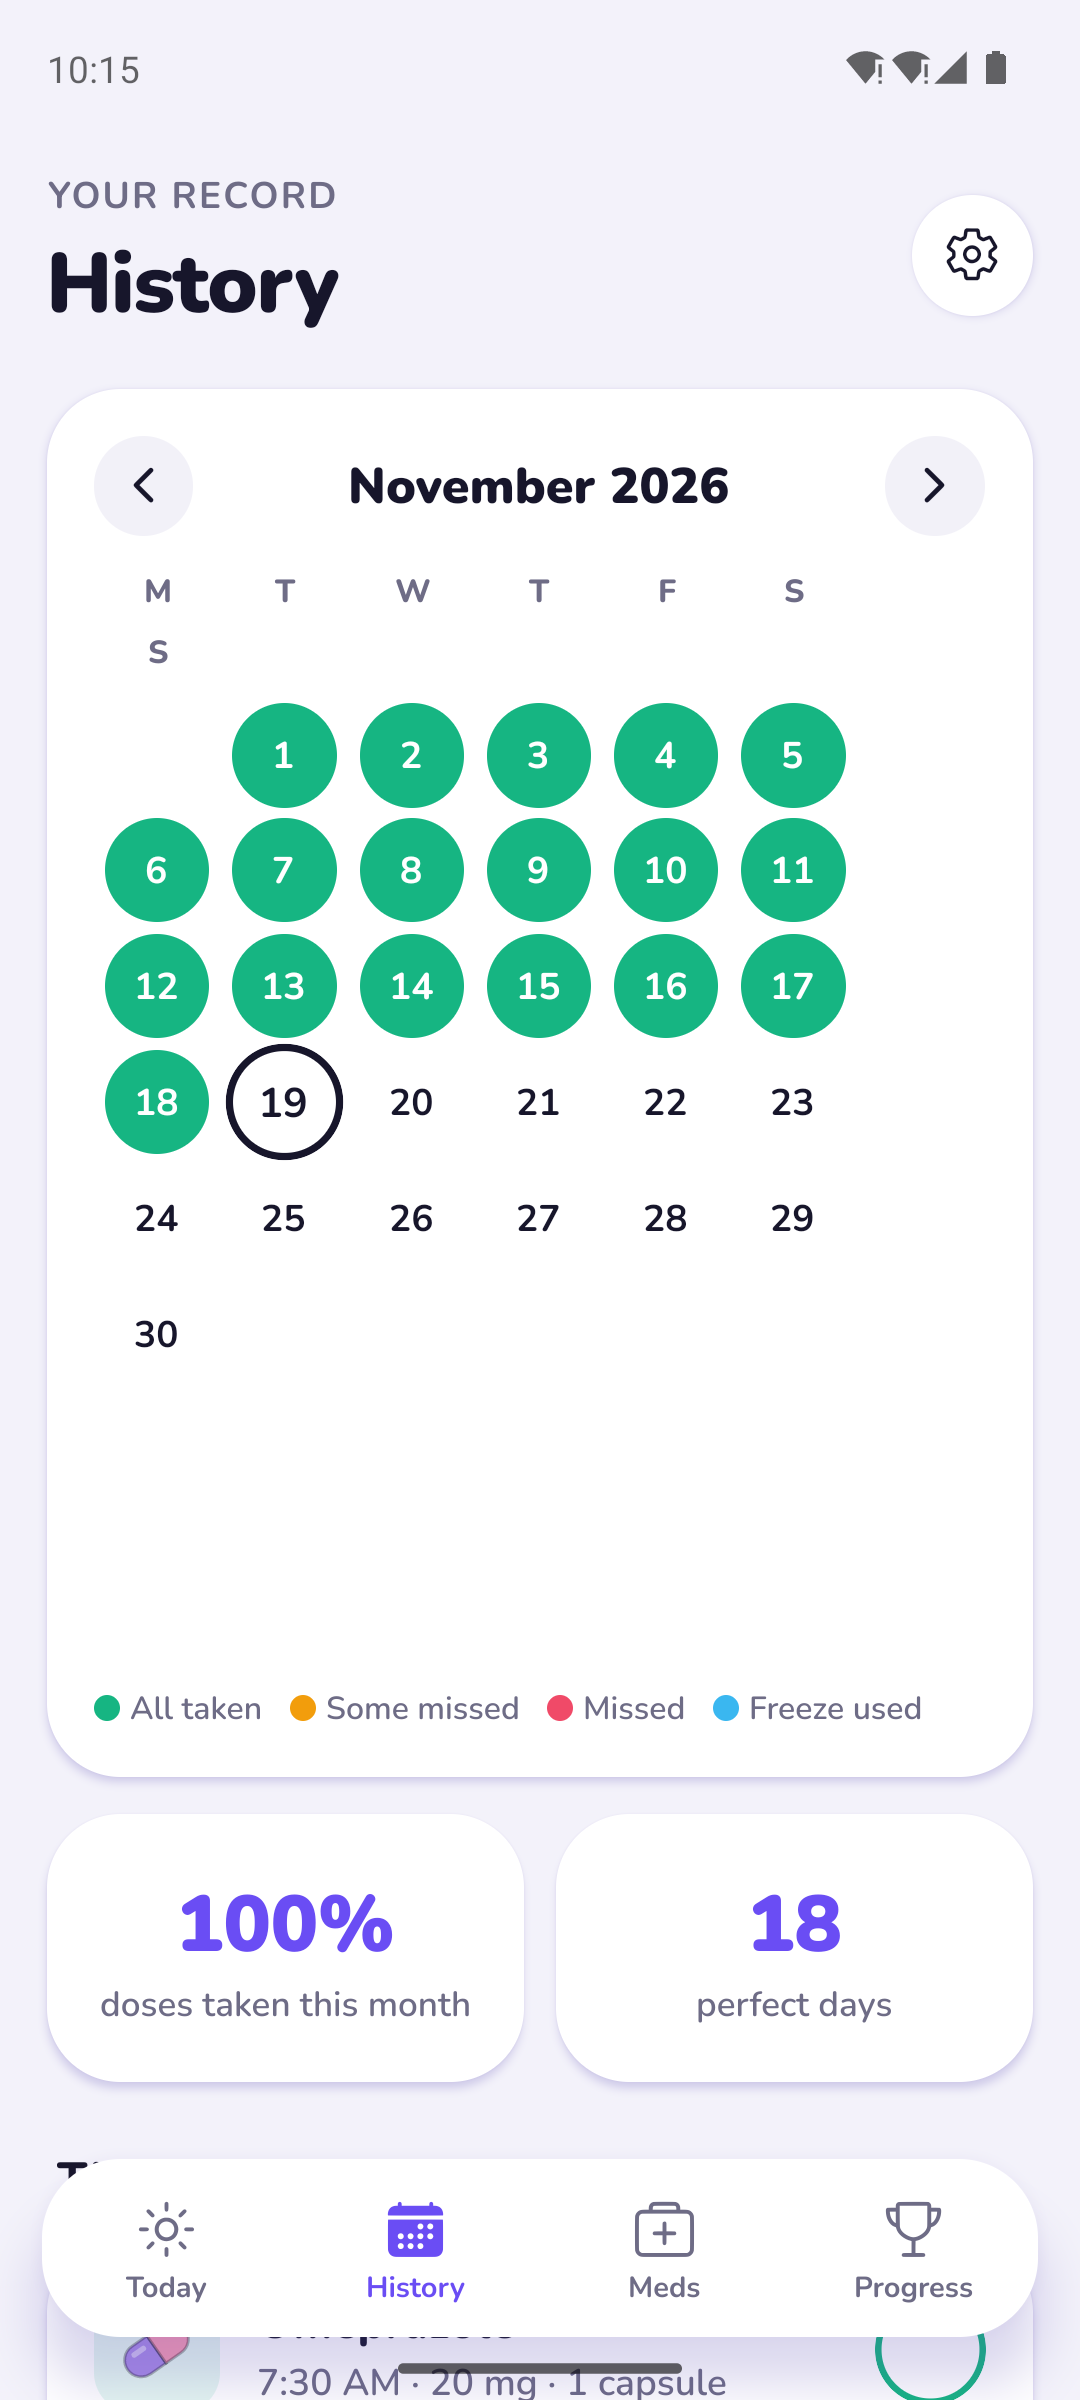 10:15
YOUR RECORD
History
November 2026
M T W T F S
S
1 2 3 4 5
6 7 8 9 10 11
12 13 14 15 16 17
18 19 20 21 22 23
24 25 26 27 28 29
30
All taken Some missed Missed Freeze used
100% 18
doses taken this month perfect days
Today History Meds Progress
7:30 AM · 20 mg · 1 capsule